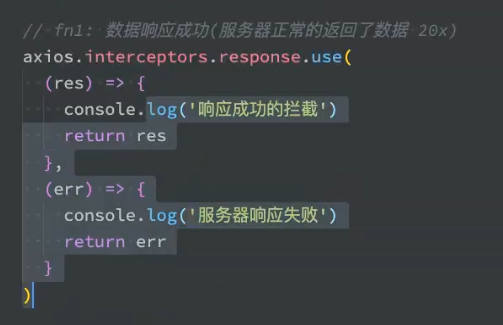 // fn1: 数据响应成功(服务器正常的返回了数据 20x)
axios.interceptors.response.use(
  (res) => {
    console.log('响应成功的拦截')
    return res
  },
  (err) => {
    console.log('服务器响应失败')
    return err
  }
)